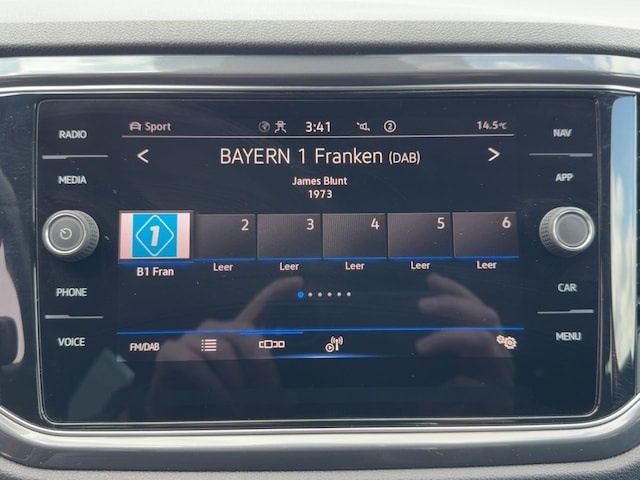 RADIO
MEDIA
PHONE
VOICE
Sport
3:41
2
14.5°C
BAYERN 1 Franken (DAB)
James Blunt
1973
1 2 3 4 5 6
B1 Fran Leer Leer Leer Leer Leer
FM/DAB
NAV
APP
CAR
MENU